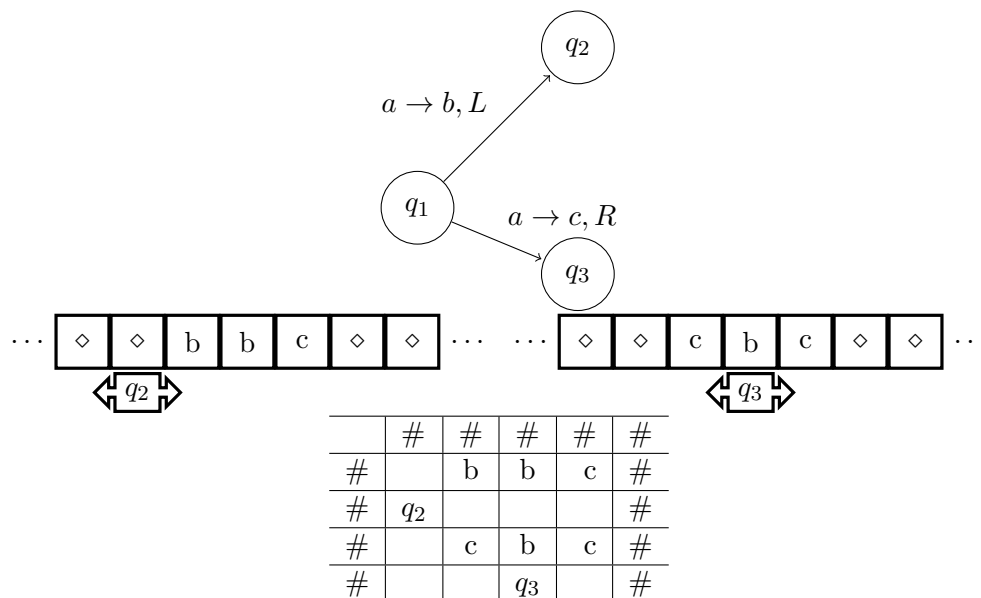 q2
a → b, L
q1
a → c, R
q3
··· ⋄ ⋄ b b c ⋄ ⋄ ··· ··· ⋄ ⋄ c b c ⋄ ⋄ ··
q2 q3
# # # # #
# b b c #
# q2 #
# c b c #
# q3 #